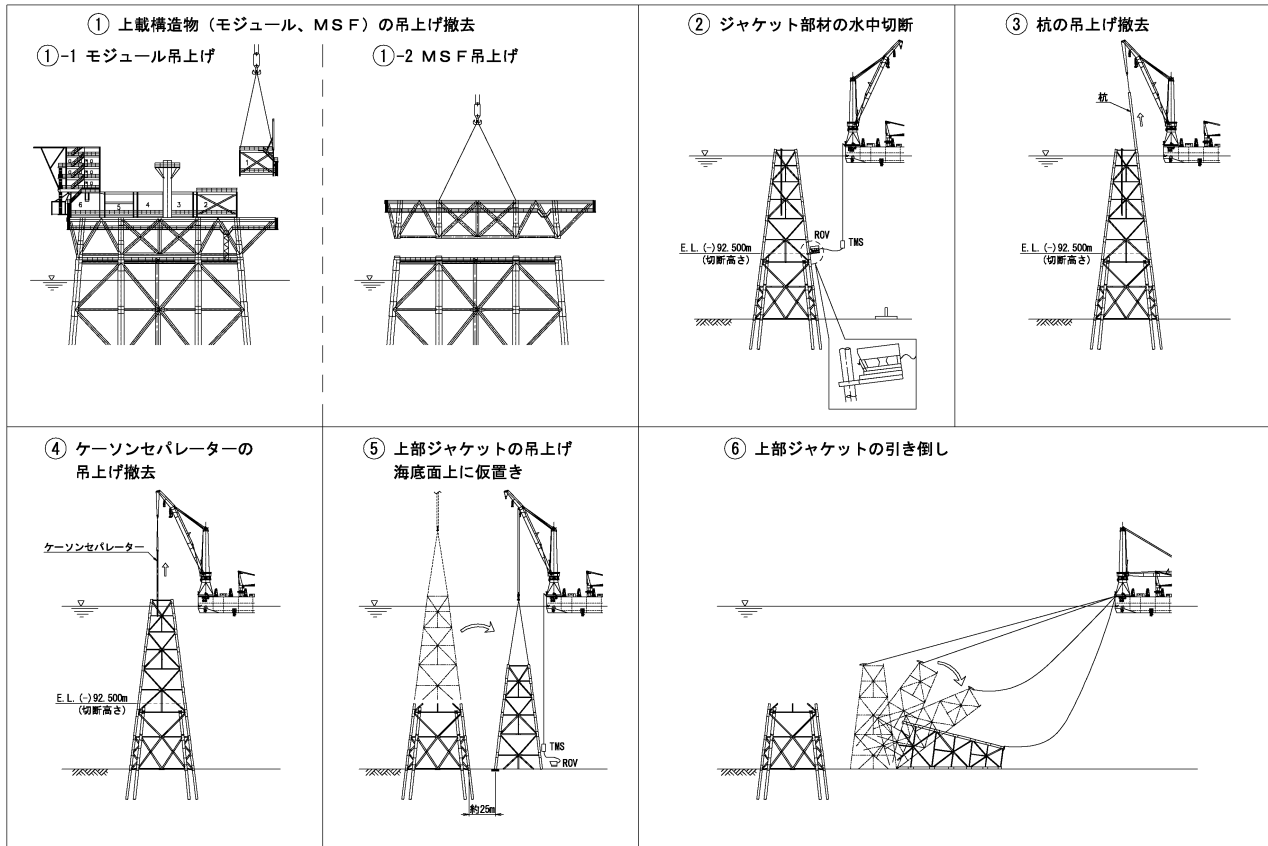 ① 上載構造物（モジュール、ＭＳＦ）の吊上げ撤去
①-1 モジュール吊上げ
①-2 ＭＳＦ吊上げ
1
6
5
4
3
2
② ジャケット部材の水中切断
ROV
TMS
E.L.(-)92.500m
(切断高さ)
③ 杭の吊上げ撤去
杭
E.L.(-)92.500m
(切断高さ)
④ ケーソンセパレーターの
吊上げ撤去
ケーソンセパレーター
E.L.(-)92.500m
(切断高さ)
⑤ 上部ジャケットの吊上げ
海底面上に仮置き
TMS
ROV
約25m
⑥ 上部ジャケットの引き倒し